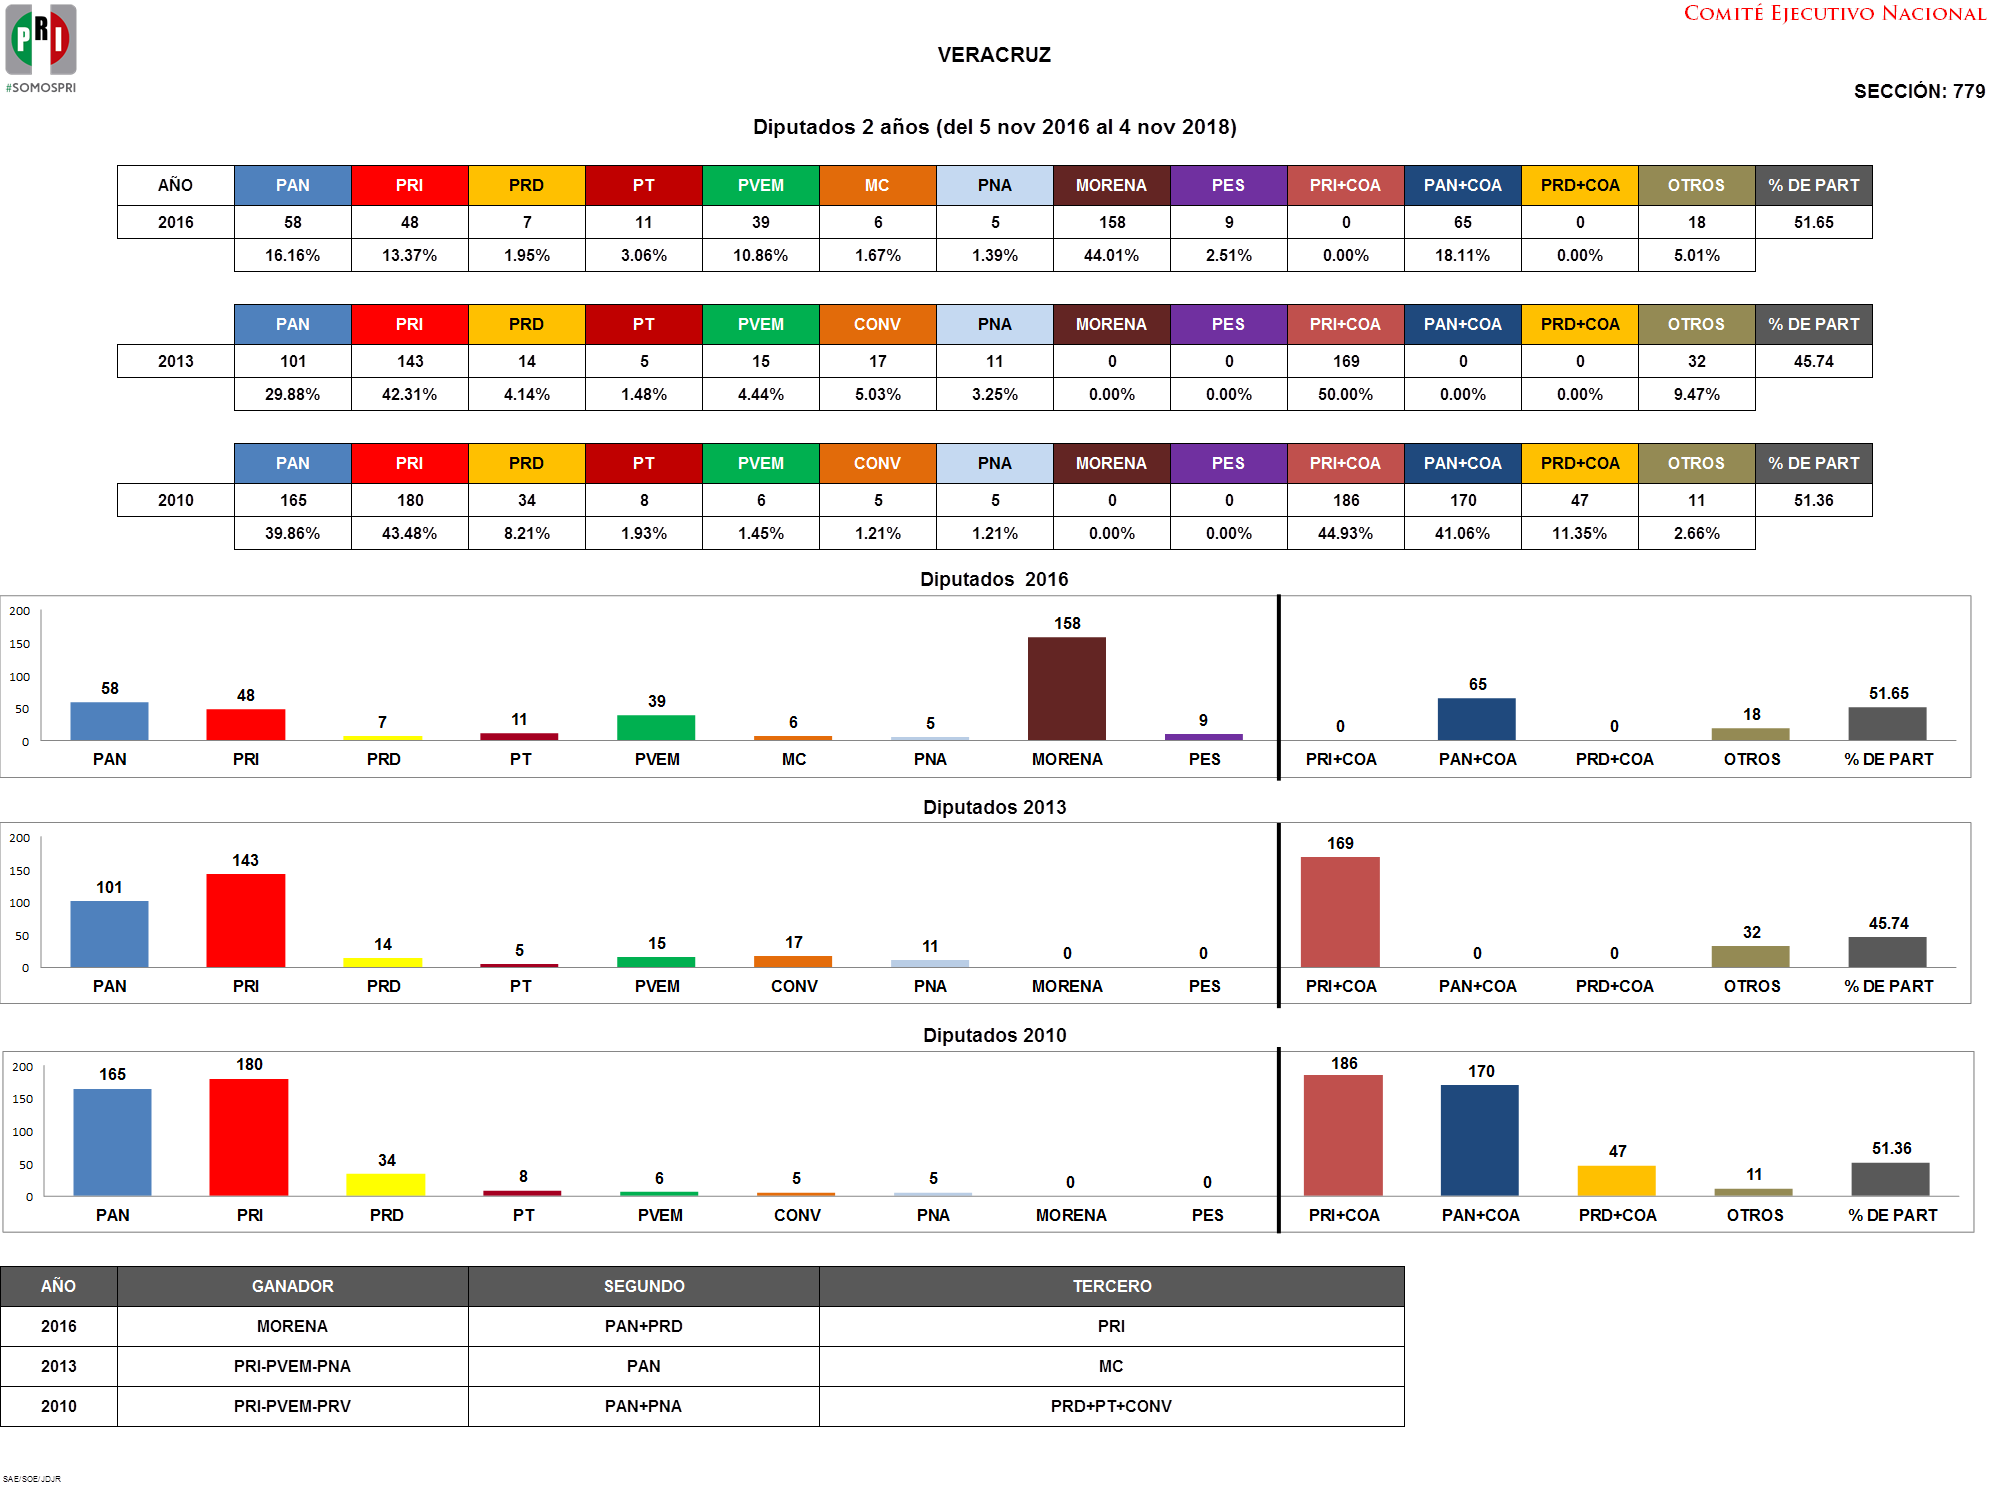 PRI
#SOMOSPRI
COMITÉ EJECUTIVO NACIONAL
VERACRUZ
SECCIÓN: 779
Diputados 2 años (del 5 nov 2016 al 4 nov 2018)
AÑO PAN PRI PRD PT PVEM MC PNA MORENA PES PRI+COA PAN+COA PRD+COA OTROS % DE PART
2016 58 48 7 11 39 6 5 158 9 0 65 0 18 51.65
16.16% 13.37% 1.95% 3.06% 10.86% 1.67% 1.39% 44.01% 2.51% 0.00% 18.11% 0.00% 5.01%
PAN PRI PRD PT PVEM CONV PNA MORENA PES PRI+COA PAN+COA PRD+COA OTROS % DE PART
2013 101 143 14 5 15 17 11 0 0 169 0 0 32 45.74
29.88% 42.31% 4.14% 1.48% 4.44% 5.03% 3.25% 0.00% 0.00% 50.00% 0.00% 0.00% 9.47%
PAN PRI PRD PT PVEM CONV PNA MORENA PES PRI+COA PAN+COA PRD+COA OTROS % DE PART
2010 165 180 34 8 6 5 5 0 0 186 170 47 11 51.36
39.86% 43.48% 8.21% 1.93% 1.45% 1.21% 1.21% 0.00% 0.00% 44.93% 41.06% 11.35% 2.66%
Diputados 2016
200
150
100
50
0
58 48 7 11 39 6 5 158 9 0 65 0 18 51.65
PAN PRI PRD PT PVEM MC PNA MORENA PES PRI+COA PAN+COA PRD+COA OTROS % DE PART
Diputados 2013
200
150
100
50
0
101 143 14 5 15 17 11 0 0 169 0 0 32 45.74
PAN PRI PRD PT PVEM CONV PNA MORENA PES PRI+COA PAN+COA PRD+COA OTROS % DE PART
Diputados 2010
200
150
100
50
0
165 180 34 8 6 5 5 0 0 186 170 47 11 51.36
PAN PRI PRD PT PVEM CONV PNA MORENA PES PRI+COA PAN+COA PRD+COA OTROS % DE PART
AÑO GANADOR SEGUNDO TERCERO
2016 MORENA PAN+PRD PRI
2013 PRI-PVEM-PNA PAN MC
2010 PRI-PVEM-PRV PAN+PNA PRD+PT+CONV
SAE/SOE/JDJR